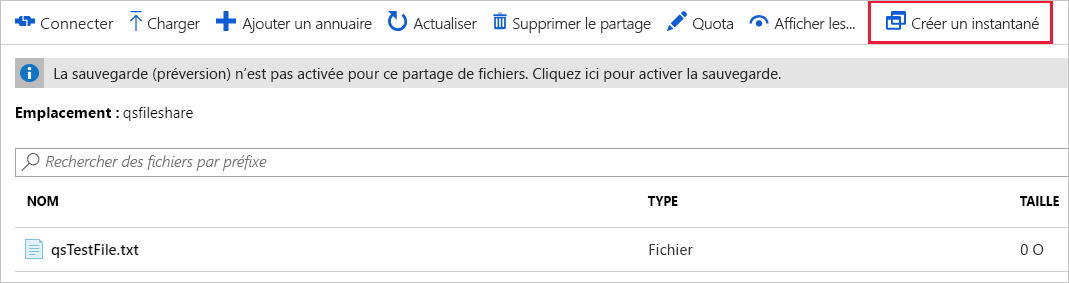 Connecter Charger Ajouter un annuaire Actualiser Supprimer le partage Quota Afficher les... Créer un instantané
La sauvegarde (préversion) n'est pas activée pour ce partage de fichiers. Cliquez ici pour activer la sauvegarde.
Emplacement : qsfileshare
Rechercher des fichiers par préfixe
NOM TYPE TAILLE
qsTestFile.txt Fichier 0 O